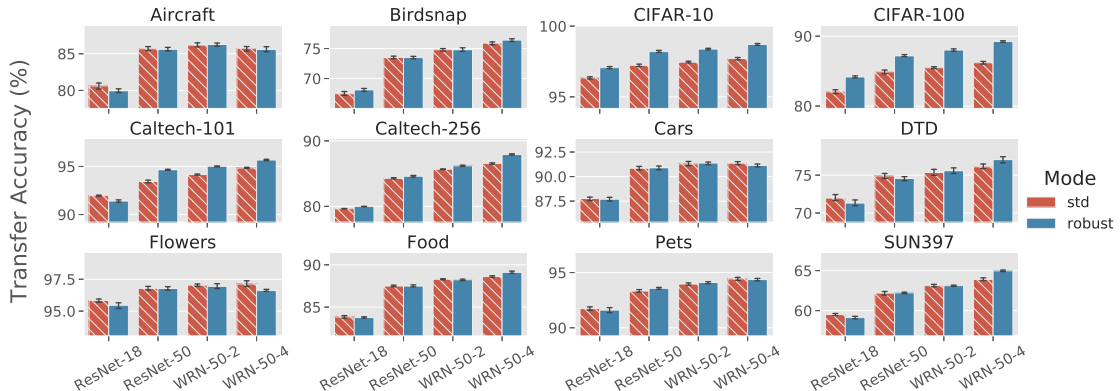 Transfer Accuracy (%)
Aircraft
85
80
Birdsnap
75
70
CIFAR-10
100
95
CIFAR-100
90
80
Caltech-101
95
90
Caltech-256
90
80
Cars
92.5
90.0
87.5
DTD
75
70
Mode
std
robust
Flowers
97.5
95.0
Food
90
85
Pets
95
90
SUN397
65
60
ResNet-18
ResNet-50
WRN-50-2
WRN-50-4
ResNet-18
ResNet-50
WRN-50-2
WRN-50-4
ResNet-18
ResNet-50
WRN-50-2
WRN-50-4
ResNet-18
ResNet-50
WRN-50-2
WRN-50-4